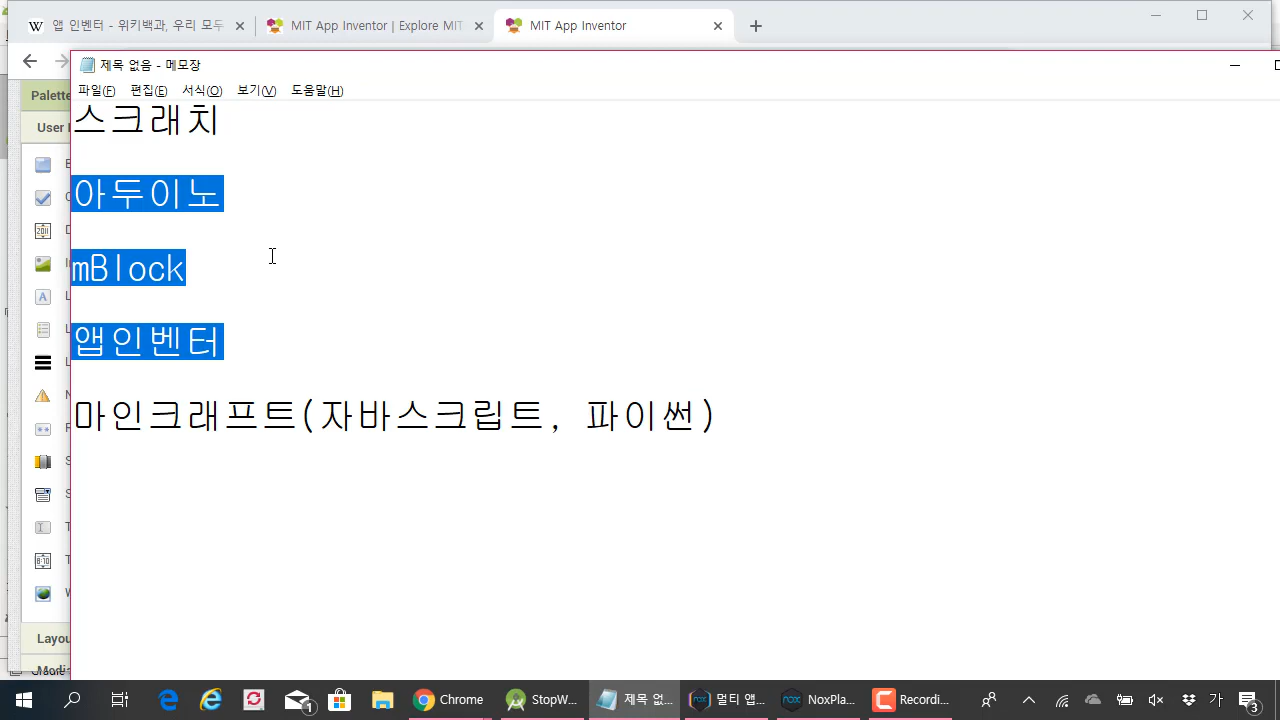 앱 인벤터 - 위키백과, 우리 모두
MIT App Inventor | Explore MIT
MIT App Inventor
제목 없음 - 메모장
파일(F) 편집(E) 서식(O) 보기(V) 도움말(H)
Palette
User
스크래치
아두이노
mBlock
앱인벤터
마인크래프트(자바스크립트, 파이썬)
Layou
Chrome
StopW...
제목 없...
멀티 앱...
NoxPla...
Recordi...
가
3
1